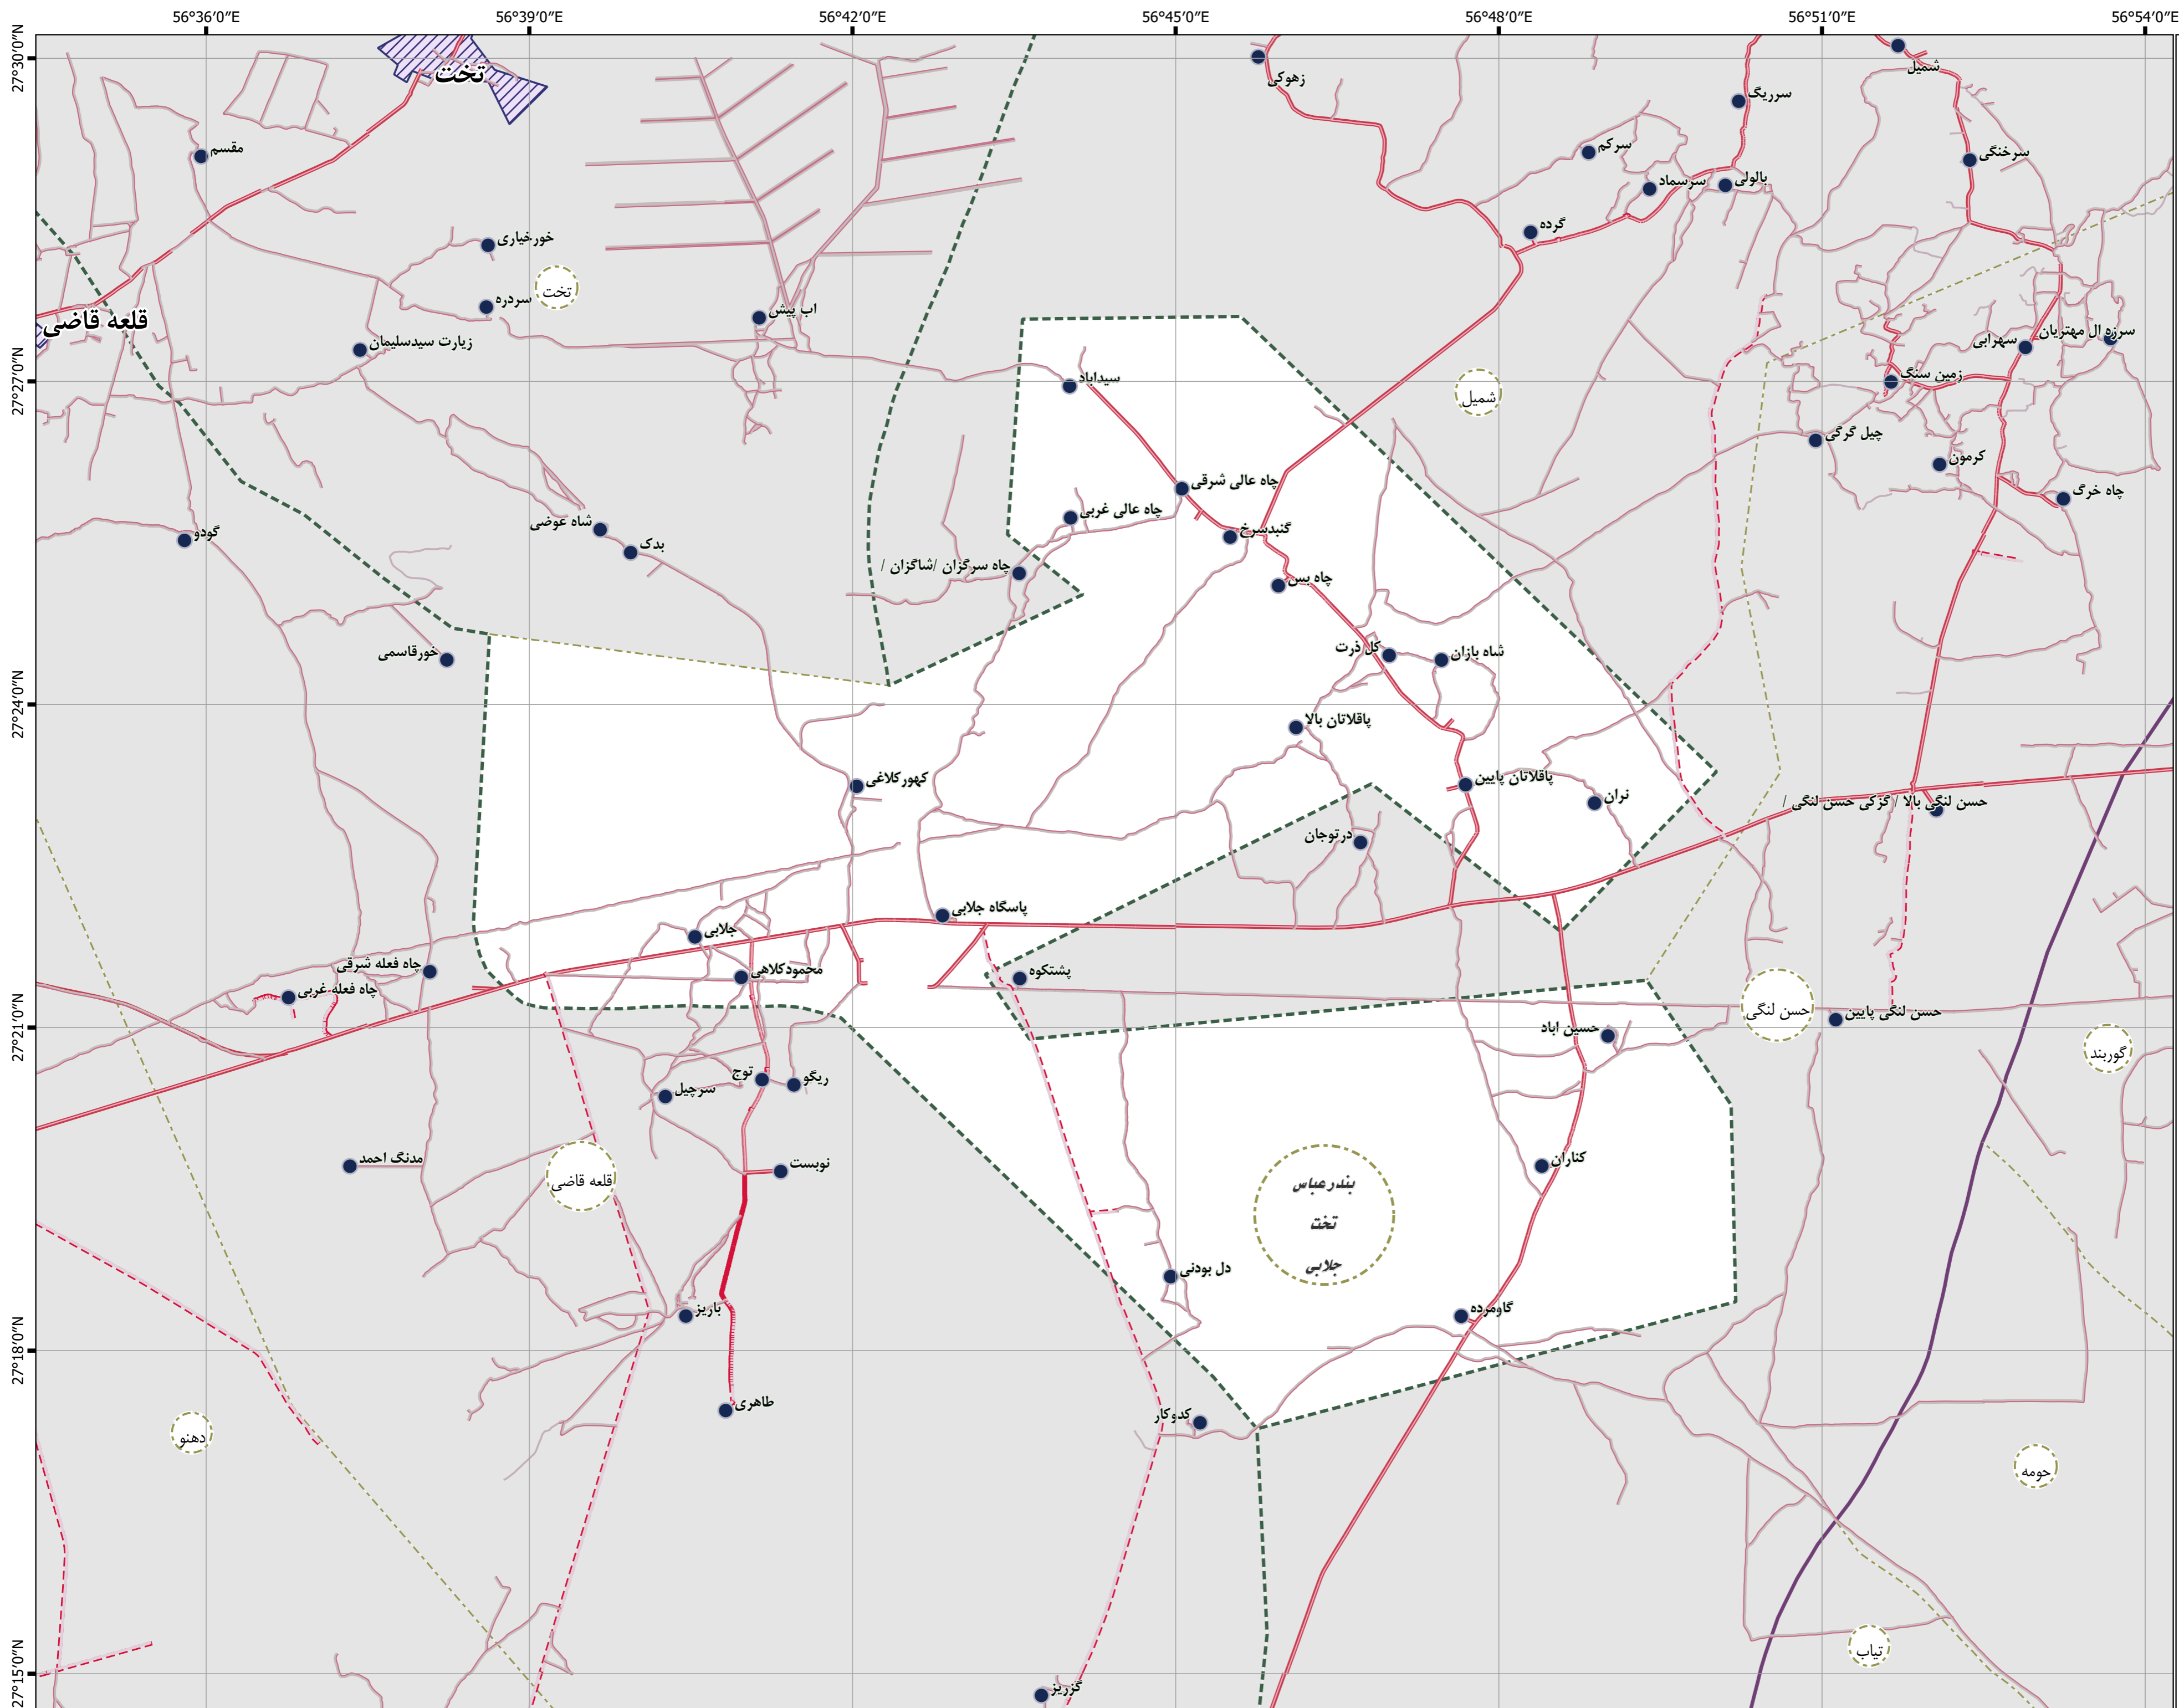 56°36'0"E
56°39'0"E
56°42'0"E
56°45'0"E
56°48'0"E
56°51'0"E
56°54'0"E
27°30'0"N
27°27'0"N
27°24'0"N
27°21'0"N
27°18'0"N
27°15'0"N
تخت
زهوکی
شمیل
سرریگ
مقسم
سرکم
سرخنگی
سرسماد
بالولی
گرده
خورخیاری
تخت
سردره
اب پیش
قلعه قاضی
زیارت سیدسلیمان
سرزه ال مهتریان
سهرابی
سیداباد
زمین سنگ
شمیل
چیل گرگی
کرمون
چاه عالی شرقی
چاه خرگ
چاه عالی غربی
شاه عوضی
گنبدسرخ
گودو
بدک
چاه سرگزان /شاگزان /
چاه بس
خورقاسمی
کل ذرت
شاه بازان
پاقلاتان بالا
کهورکلاغی
پاقلاتان پایین
نران
حسن لنگی بالا / گزکی حسن لنگی /
درتوجان
پاسگاه جلابی
جلابی
چاه فعله شرقی
محمودکلاهی
پشتکوه
چاه فعله غربی
حسن لنگی
حسن لنگی پایین
حسین اباد
گوربند
توج
ریگو
سرچیل
مدنگ احمد
نوبست
کناران
قلعه قاضی
بندرعباس
تخت
جلابی
دل بودنی
باریز
گاومرده
طاهری
کدوکار
دهنو
حومه
تیاب
گزریز